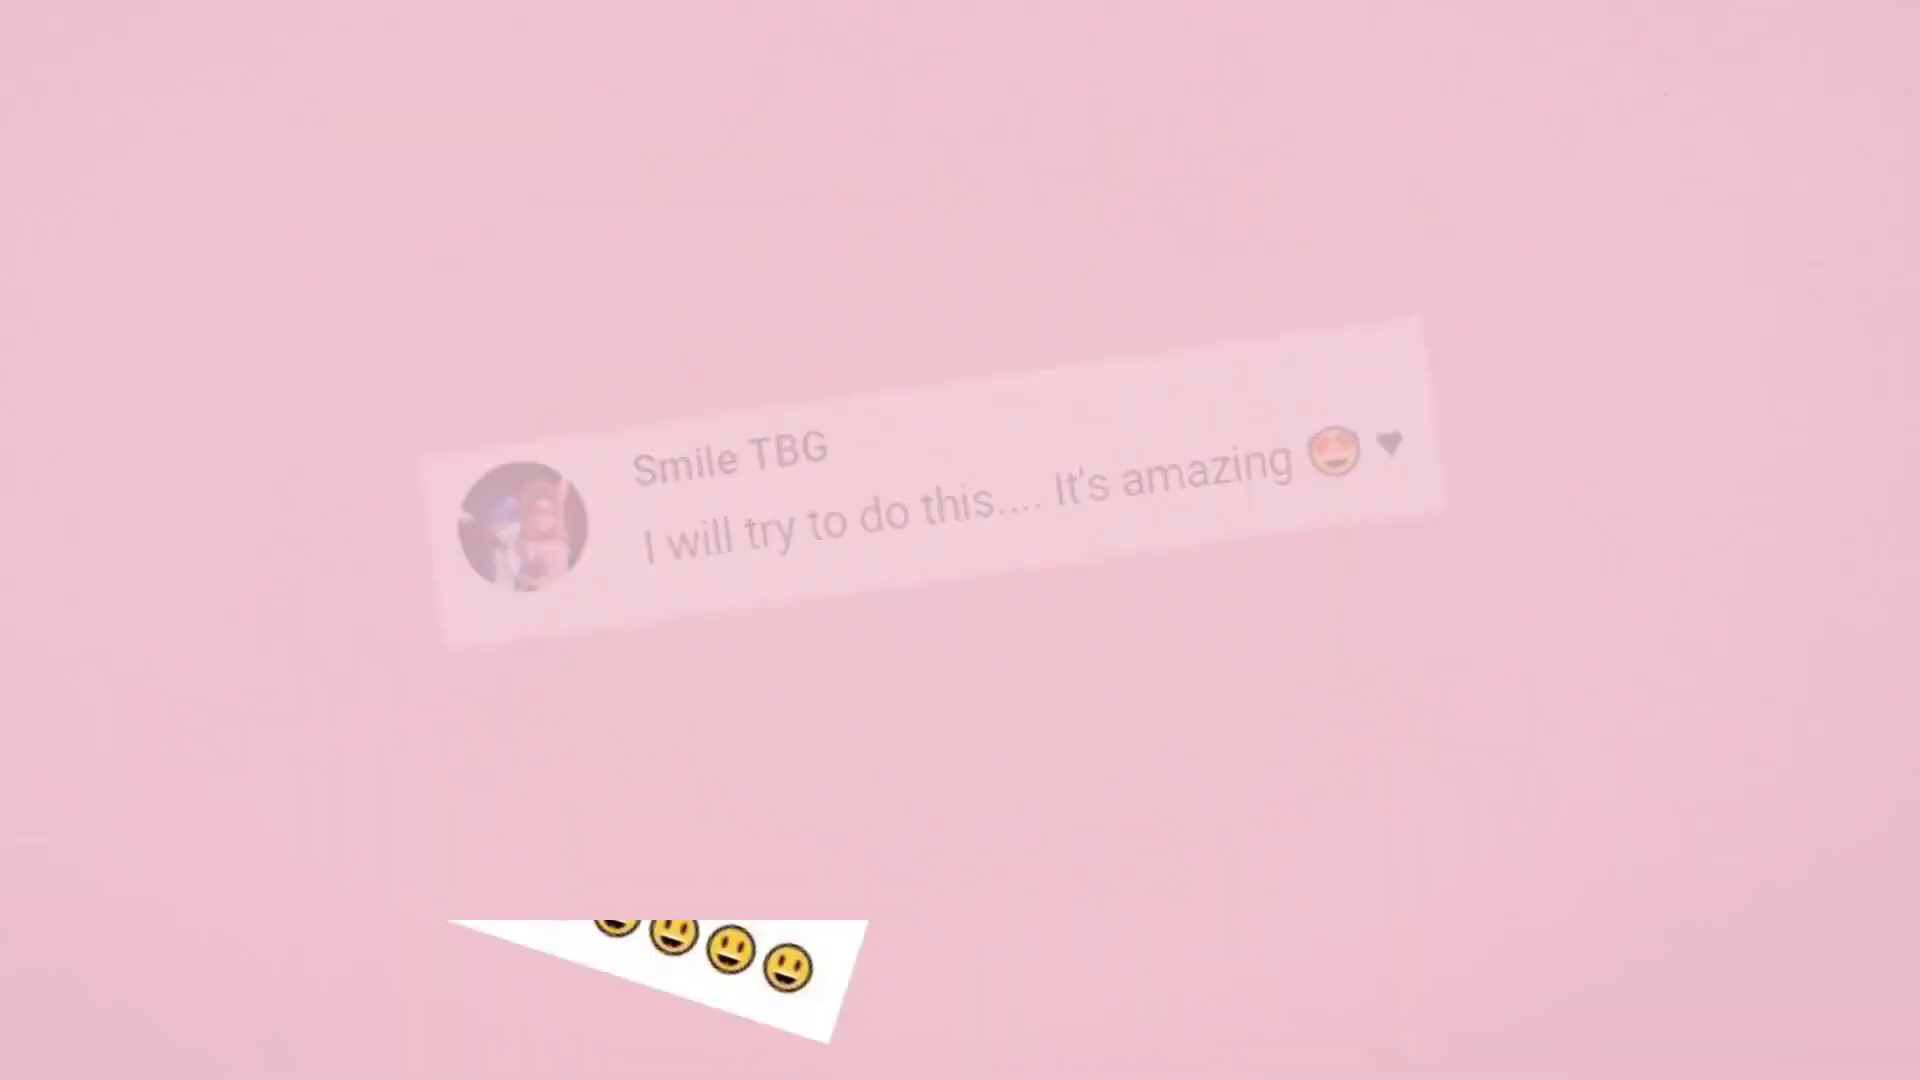 Smile TBG
I will try to do this.... It's amazing 😍 ♥
😃😃😃😃